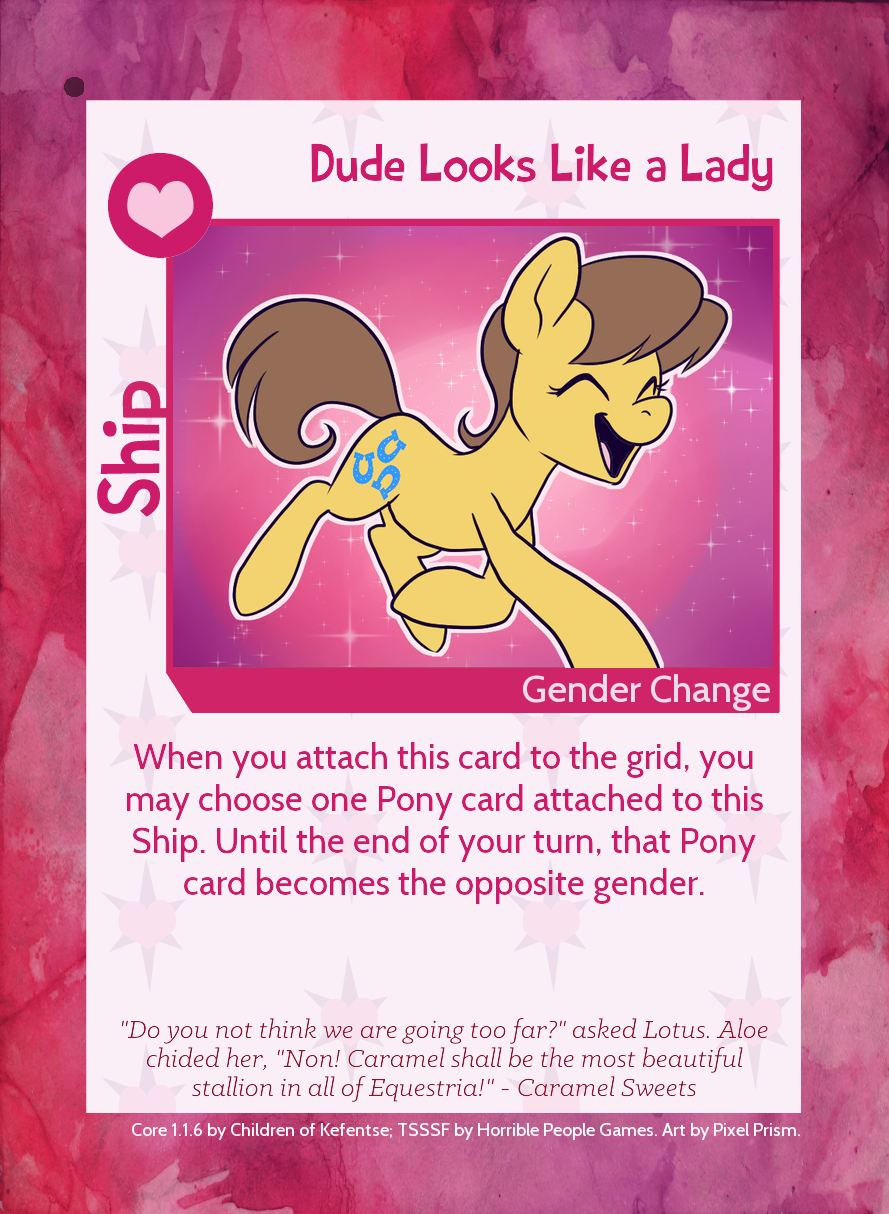 Dude Looks Like a Lady
Ship
Gender Change
When you attach this card to the grid, you
may choose one Pony card attached to this
Ship. Until the end of your turn, that Pony
card becomes the opposite gender.
"Do you not think we are going too far?" asked Lotus. Aloe
chided her, "Non! Caramel shall be the most beautiful
stallion in all of Equestria!" - Caramel Sweets
Core 1.1.6 by Children of Kefentse; TSSSF by Horrible People Games. Art by Pixel Prism.